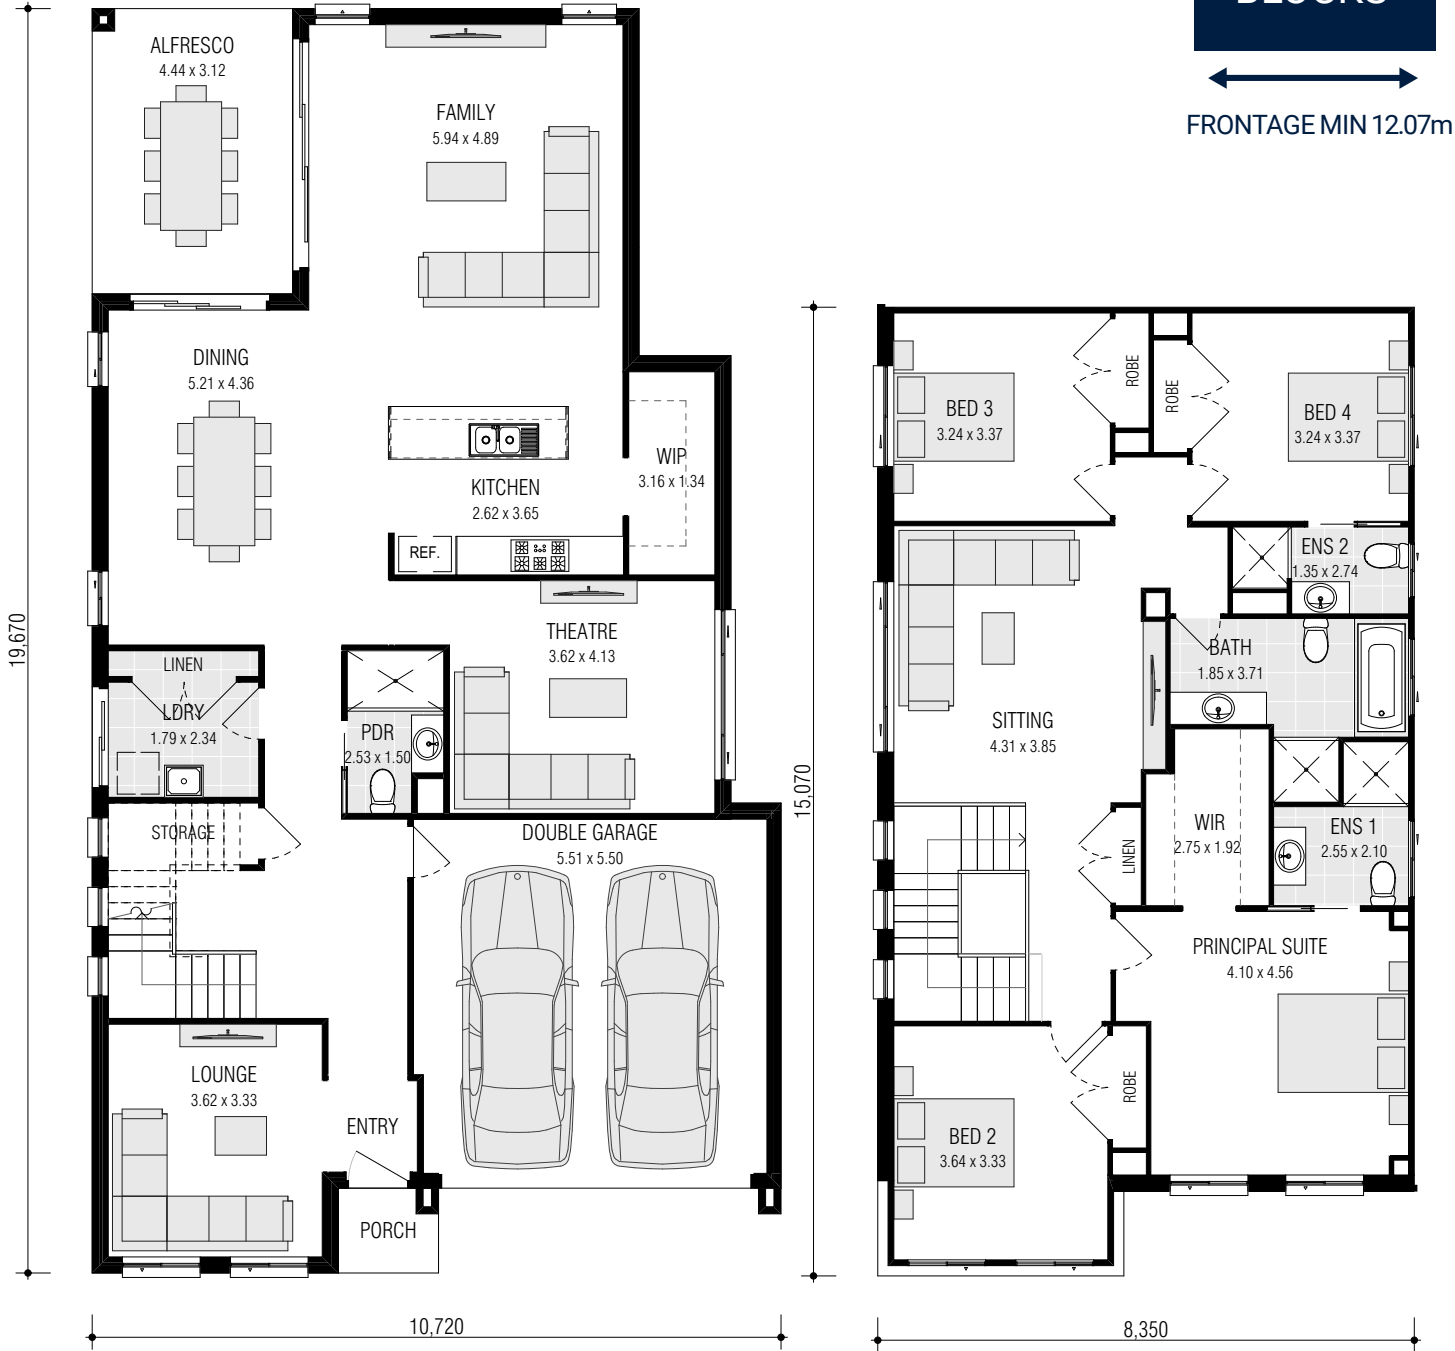 BLOCKS
FRONTAGE MIN 12.07m
ALFRESCO
4.44 x 3.12
FAMILY
5.94 x 4.89
DINING
5.21 x 4.36
WIP
3.16 x 1.34
KITCHEN
2.62 x 3.65
REF.
THEATRE
3.62 x 4.13
LINEN
LDRY
1.79 x 2.34
PDR
2.53 x 1.50
STORAGE
DOUBLE GARAGE
5.51 x 5.50
LOUNGE
3.62 x 3.33
ENTRY
PORCH
19,670
10,720
BED 3
3.24 x 3.37
ROBE
ROBE
BED 4
3.24 x 3.37
ENS 2
1.35 x 2.74
BATH
1.85 x 3.71
SITTING
4.31 x 3.85
LINEN
WIR
2.75 x 1.92
ENS 1
2.55 x 2.10
PRINCIPAL SUITE
4.10 x 4.56
ROBE
BED 2
3.64 x 3.33
15,070
8,350